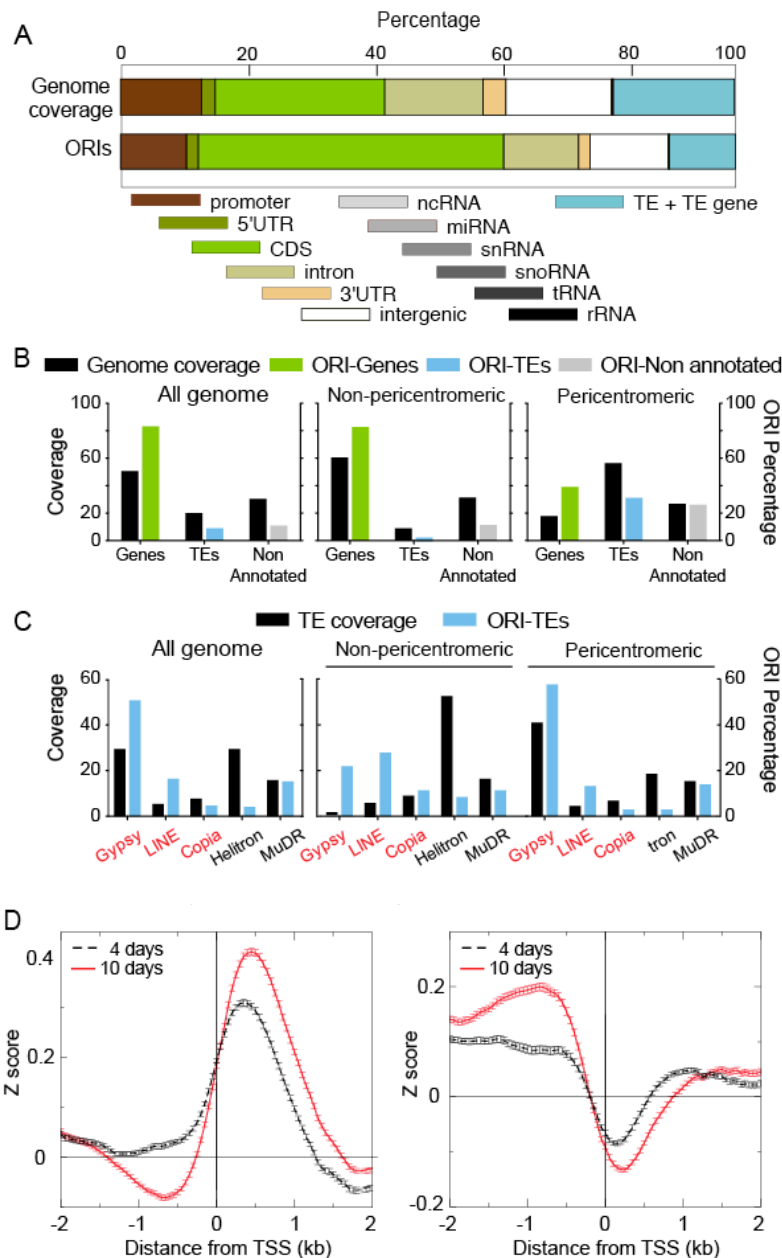 A
Percentage
0 20 40 60 80 100
Genome
coverage
ORIs
promoter ncRNA TE + TE gene
5'UTR miRNA
CDS snRNA
intron snoRNA
3'UTR tRNA
intergenic rRNA
B
Genome coverage ORI-Genes ORI-TEs ORI-Non annotated
All genome Non-pericentromeric Pericentromeric
Coverage
100
60
20
0
Genes TEs Non
Annotated
Genes TEs Non
Annotated
Genes TEs Non
Annotated
100
60
20
0
ORI Percentage
C
TE coverage ORI-TEs
All genome Non-pericentromeric Pericentromeric
Coverage
60
40
20
0
Gypsy LINE Copia Helitron MuDR
Gypsy LINE Copia Helitron MuDR
Gypsy LINE Copia tron MuDR
60
40
20
0
ORI Percentage
D
4 days
10 days
Z score
0.4
0.2
0
-2 -1 0 1 2
Distance from TSS (kb)
4 days
10 days
Z score
0.2
0
-0.2
-2 -1 0 1 2
Distance from TSS (kb)